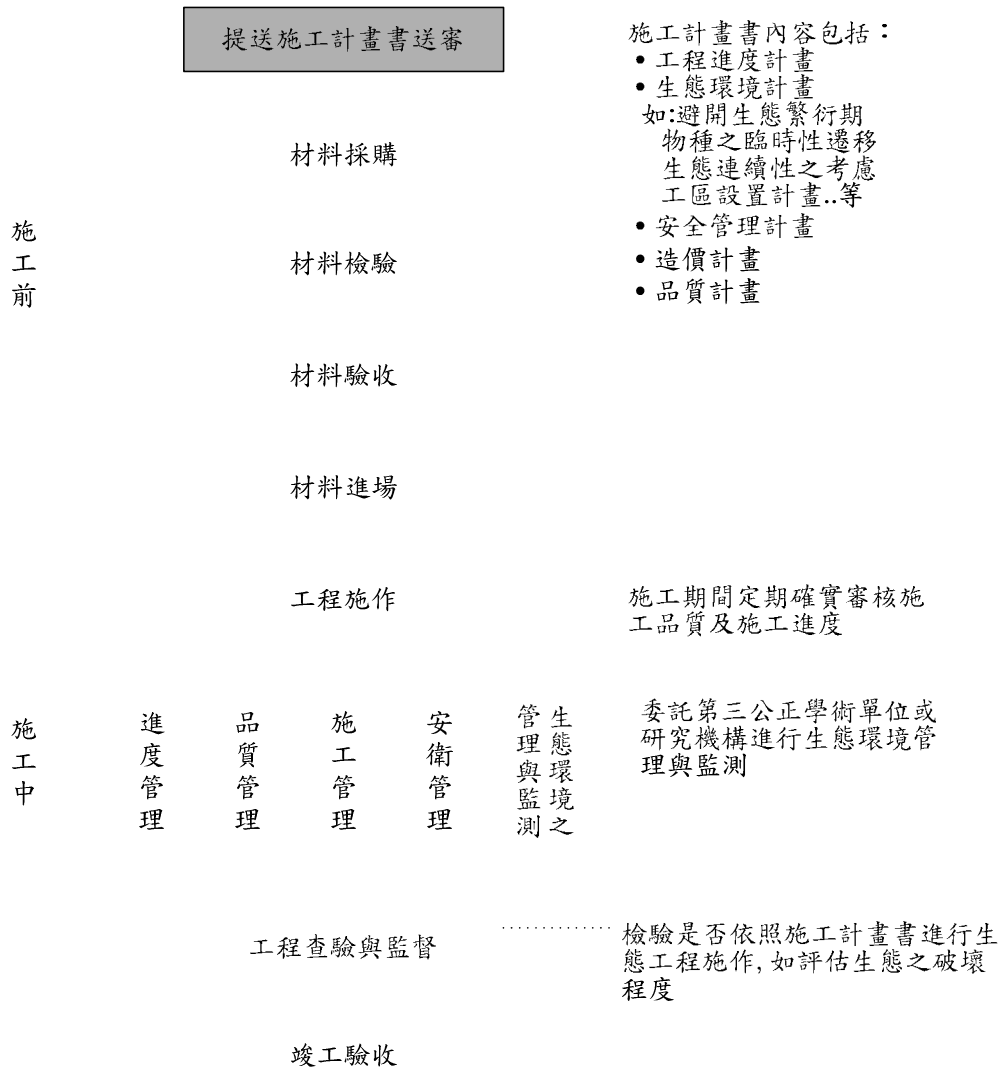 提送施工計畫書送審
施工計畫書內容包括：
• 工程進度計畫
• 生態環境計畫
如:避開生態繁衍期
物種之臨時性遷移
生態連續性之考慮
工區設置計畫..等
• 安全管理計畫
• 造價計畫
• 品質計畫
施工前
材料採購
材料檢驗
材料驗收
材料進場
工程施作
施工期間定期確實審核施
工品質及施工進度
施工中
進度管理
品質管理
施工管理
安衛管理
生態環境之
管理與監測
委託第三公正學術單位或
研究機構進行生態環境管
理與監測
工程查驗與監督
檢驗是否依照施工計畫書進行生
態工程施作, 如評估生態之破壞
程度
竣工驗收